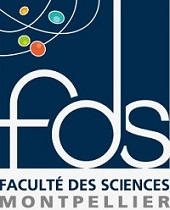 fds
FACULTÉ DES SCIENCES
MONTPELLIER